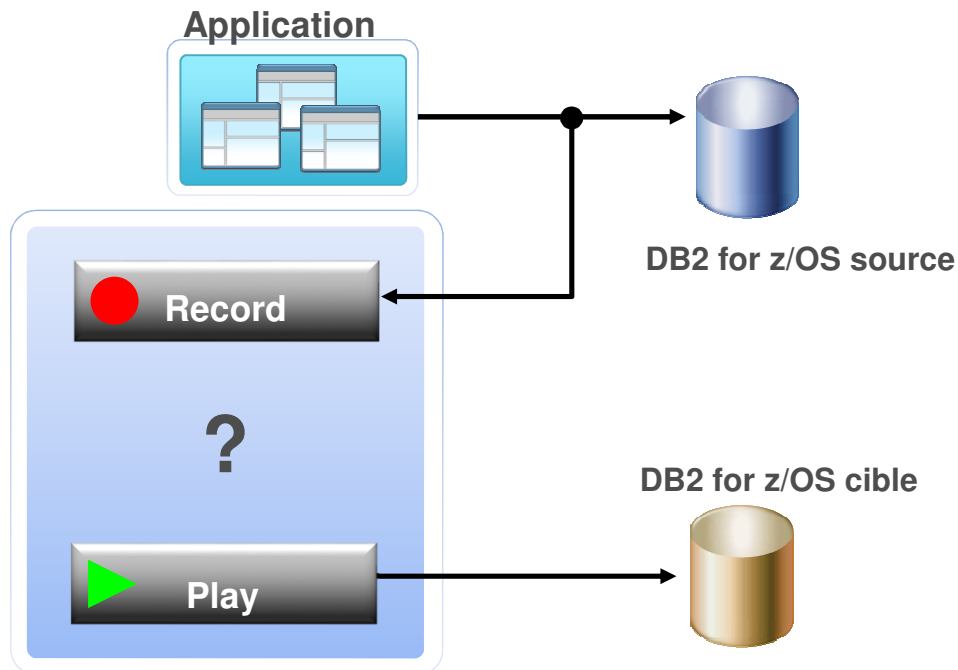 Application
DB2 for z/OS source
Record
?
DB2 for z/OS cible
Play